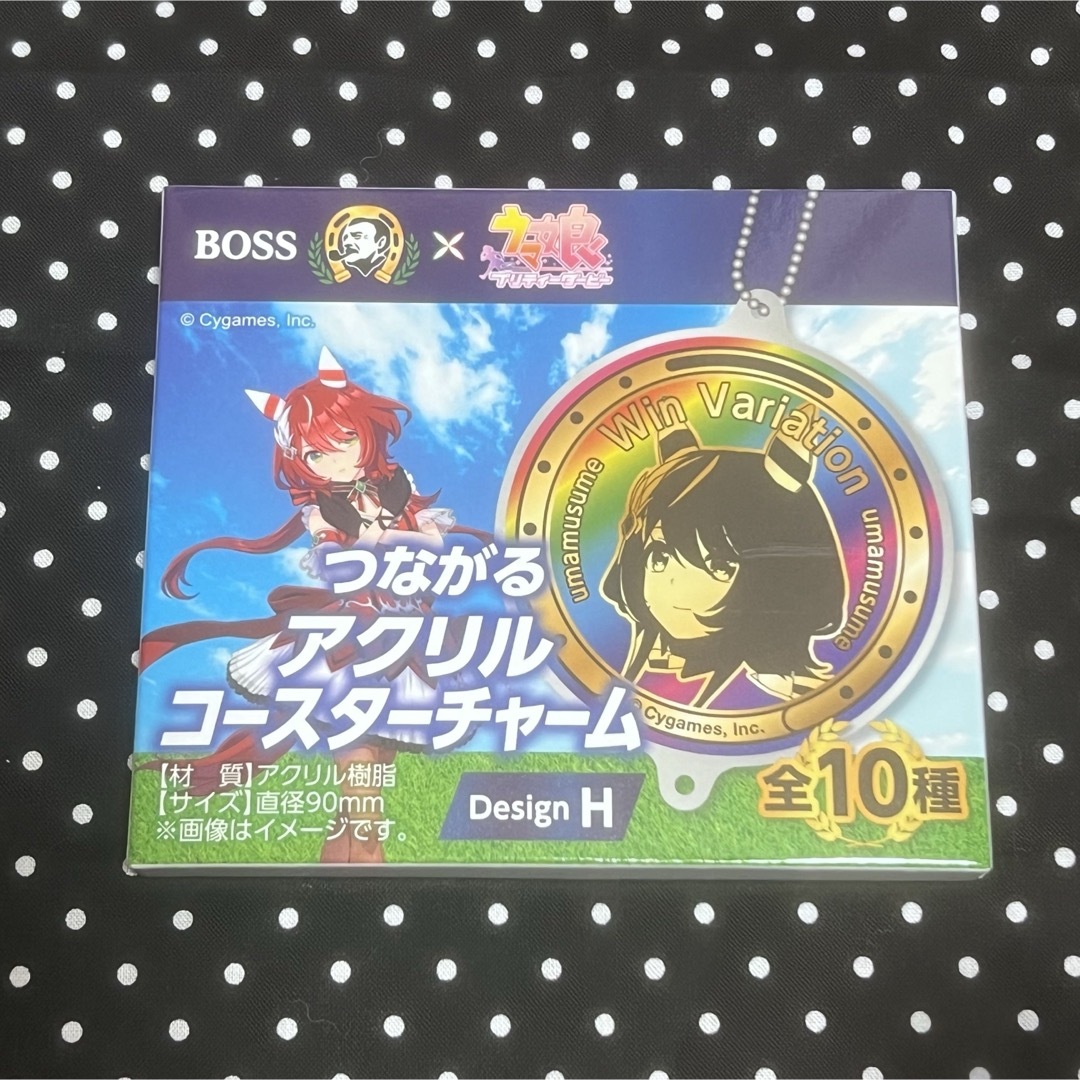 BOSS × ウマ娘
プリティーダービー
© Cygames, Inc.
Win Variation
umamusume
umamusume
© Cygames, Inc.
つながる
アクリル
コースターチャーム
【材 質】アクリル樹脂
【サイズ】直径90mm
※画像はイメージです。
Design H
全10種